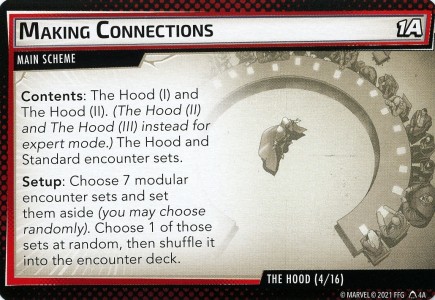 MAKING CONNECTIONS
1A
MAIN SCHEME
Contents: The Hood (I) and
The Hood (II). (The Hood (II)
and The Hood (III) instead for
expert mode.) The Hood and
Standard encounter sets.
Setup: Choose 7 modular
encounter sets and set
them aside (you may choose
randomly). Choose 1 of those
sets at random, then shuffle it
into the encounter deck.
THE HOOD (4/16)
© MARVEL © 2021 FFG 4A